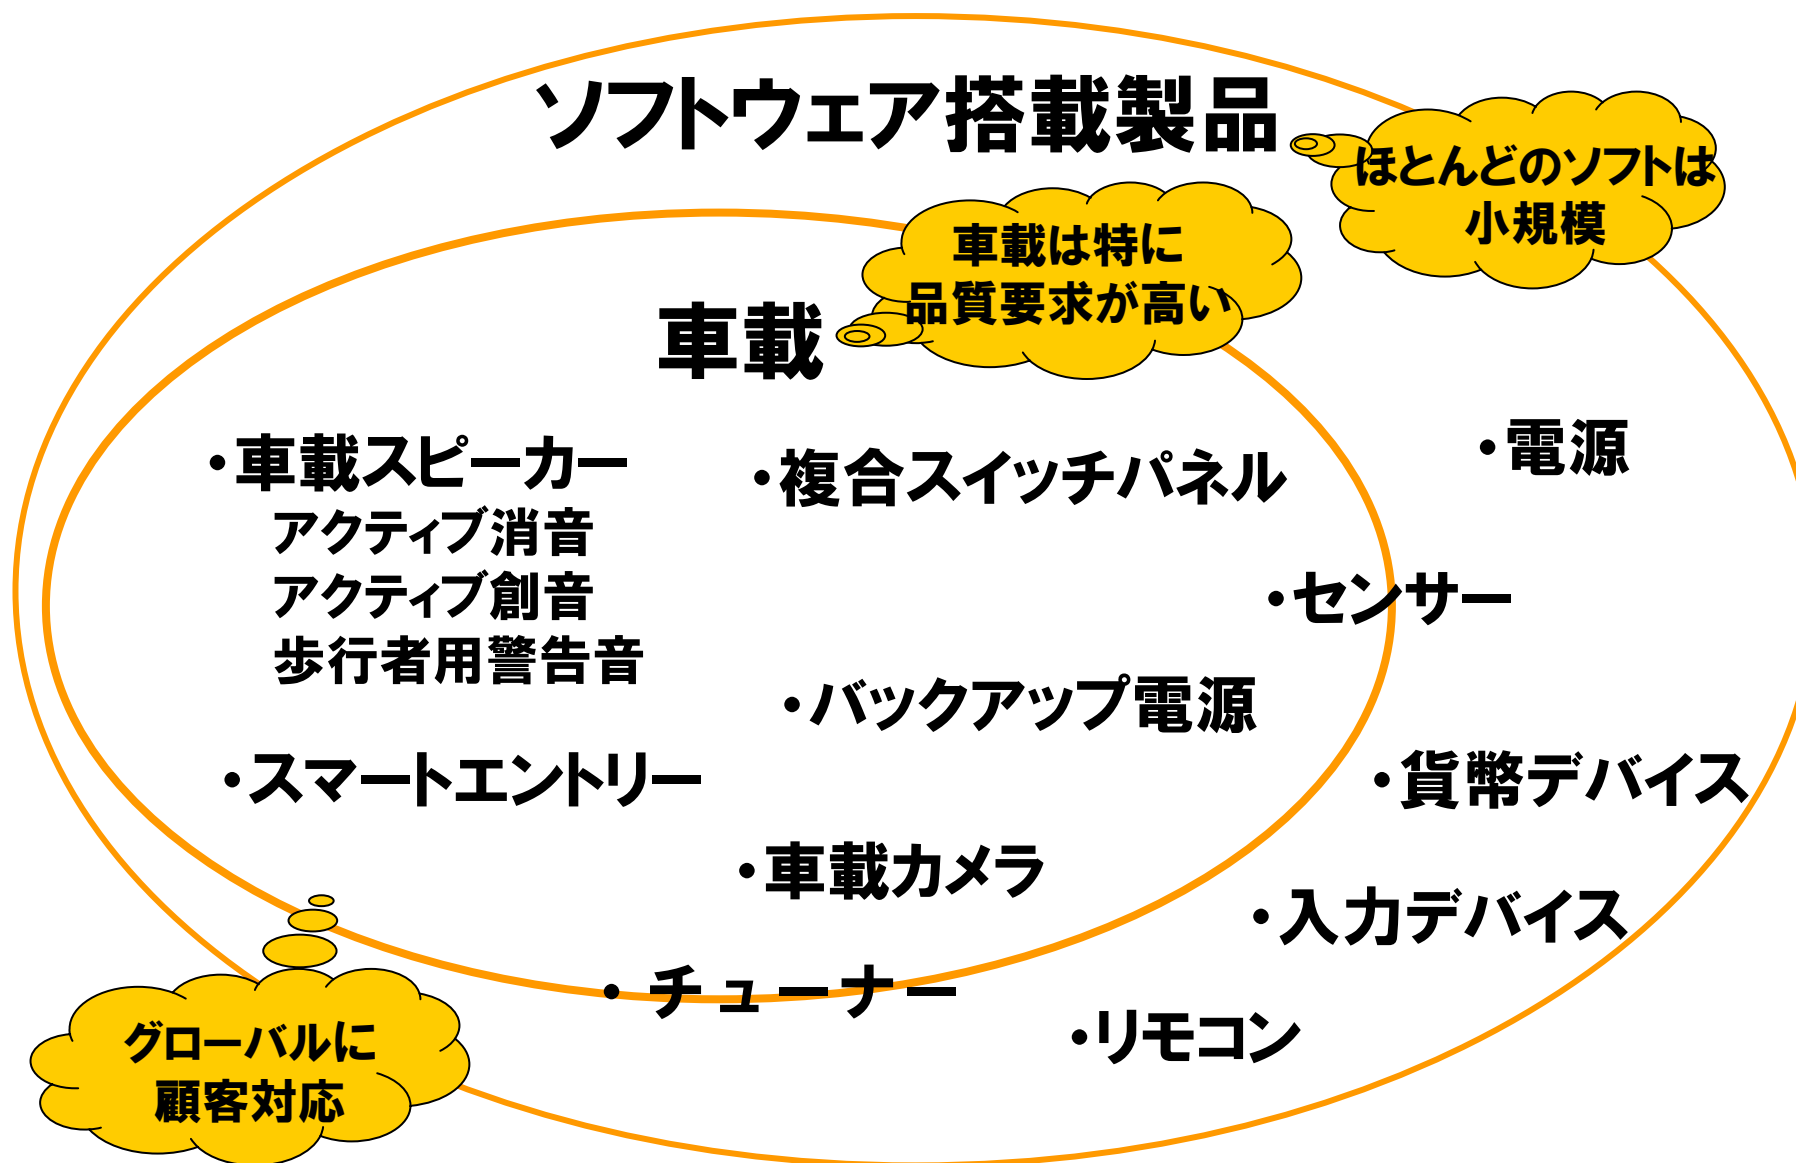 ソフトウェア搭載製品
ほとんどのソフトは
小規模
車載は特に
品質要求が高い
車載
・車載スピーカー
アクティブ消音
アクティブ創音
歩行者用警告音
・スマートエントリー
・複合スイッチパネル
・バックアップ電源
・車載カメラ
・チューナー
・電源
・センサー
・貨幣デバイス
・入力デバイス
・リモコン
グローバルに
顧客対応